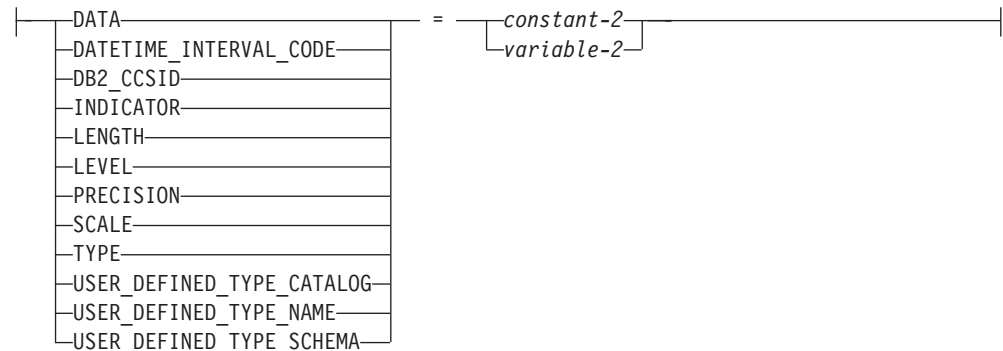 DATA = constant-2
DATETIME_INTERVAL_CODE variable-2
DB2_CCSID
INDICATOR
LENGTH
LEVEL
PRECISION
SCALE
TYPE
USER_DEFINED_TYPE_CATALOG
USER_DEFINED_TYPE_NAME
USER_DEFINED_TYPE_SCHEMA